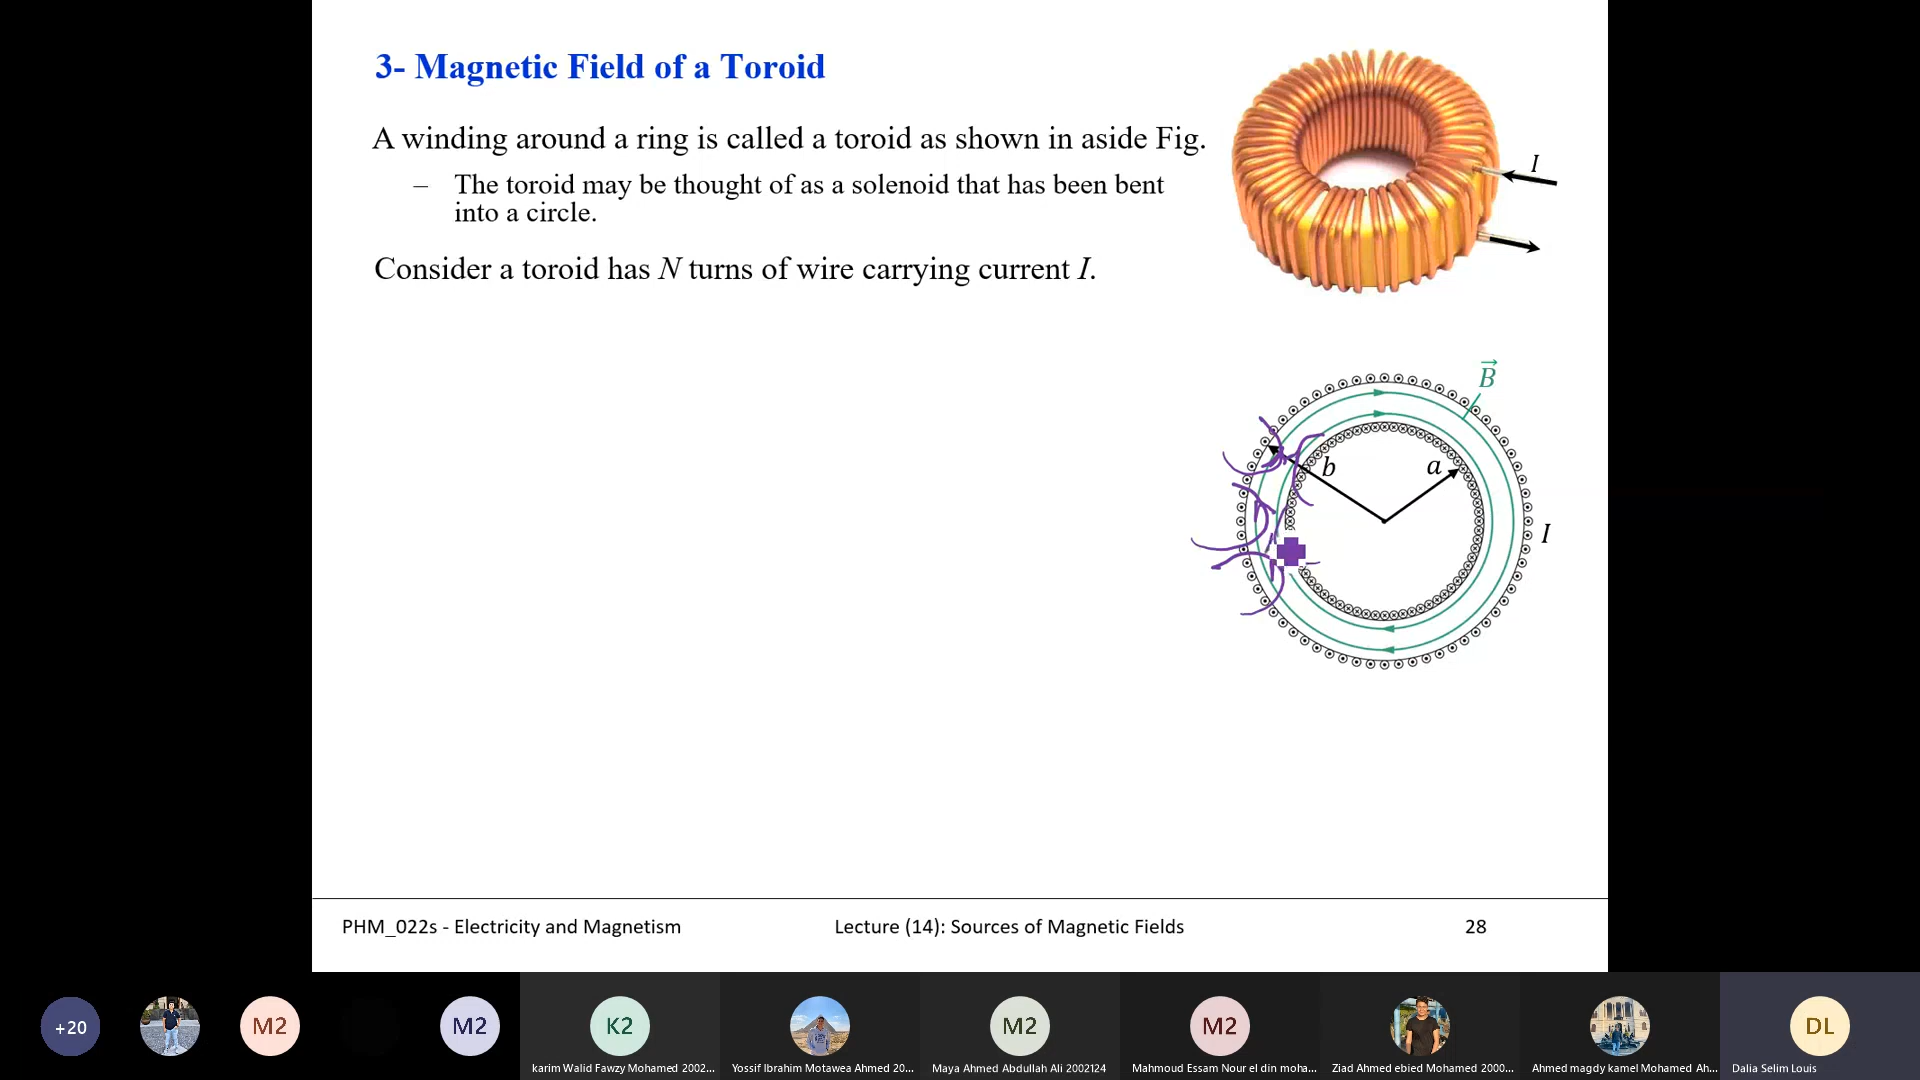 3- Magnetic Field of a Toroid
A winding around a ring is called a toroid as shown in aside Fig.
– The toroid may be thought of as a solenoid that has been bent
into a circle.
Consider a toroid has N turns of wire carrying current I.
I
B
b
a
I
PHM_022s - Electricity and Magnetism
Lecture (14): Sources of Magnetic Fields
28
+20
M2
M2
K2
M2
M2
DL
karim Walid Fawzy Mohamed 2002...
Yossif Ibrahim Motawea Ahmed 20...
Maya Ahmed Abdullah Ali 2002124
Mahmoud Essam Nour el din moha...
Ziad Ahmed ebied Mohamed 2000...
Ahmed magdy kamel Mohamed Ah...
Dalia Selim Louis